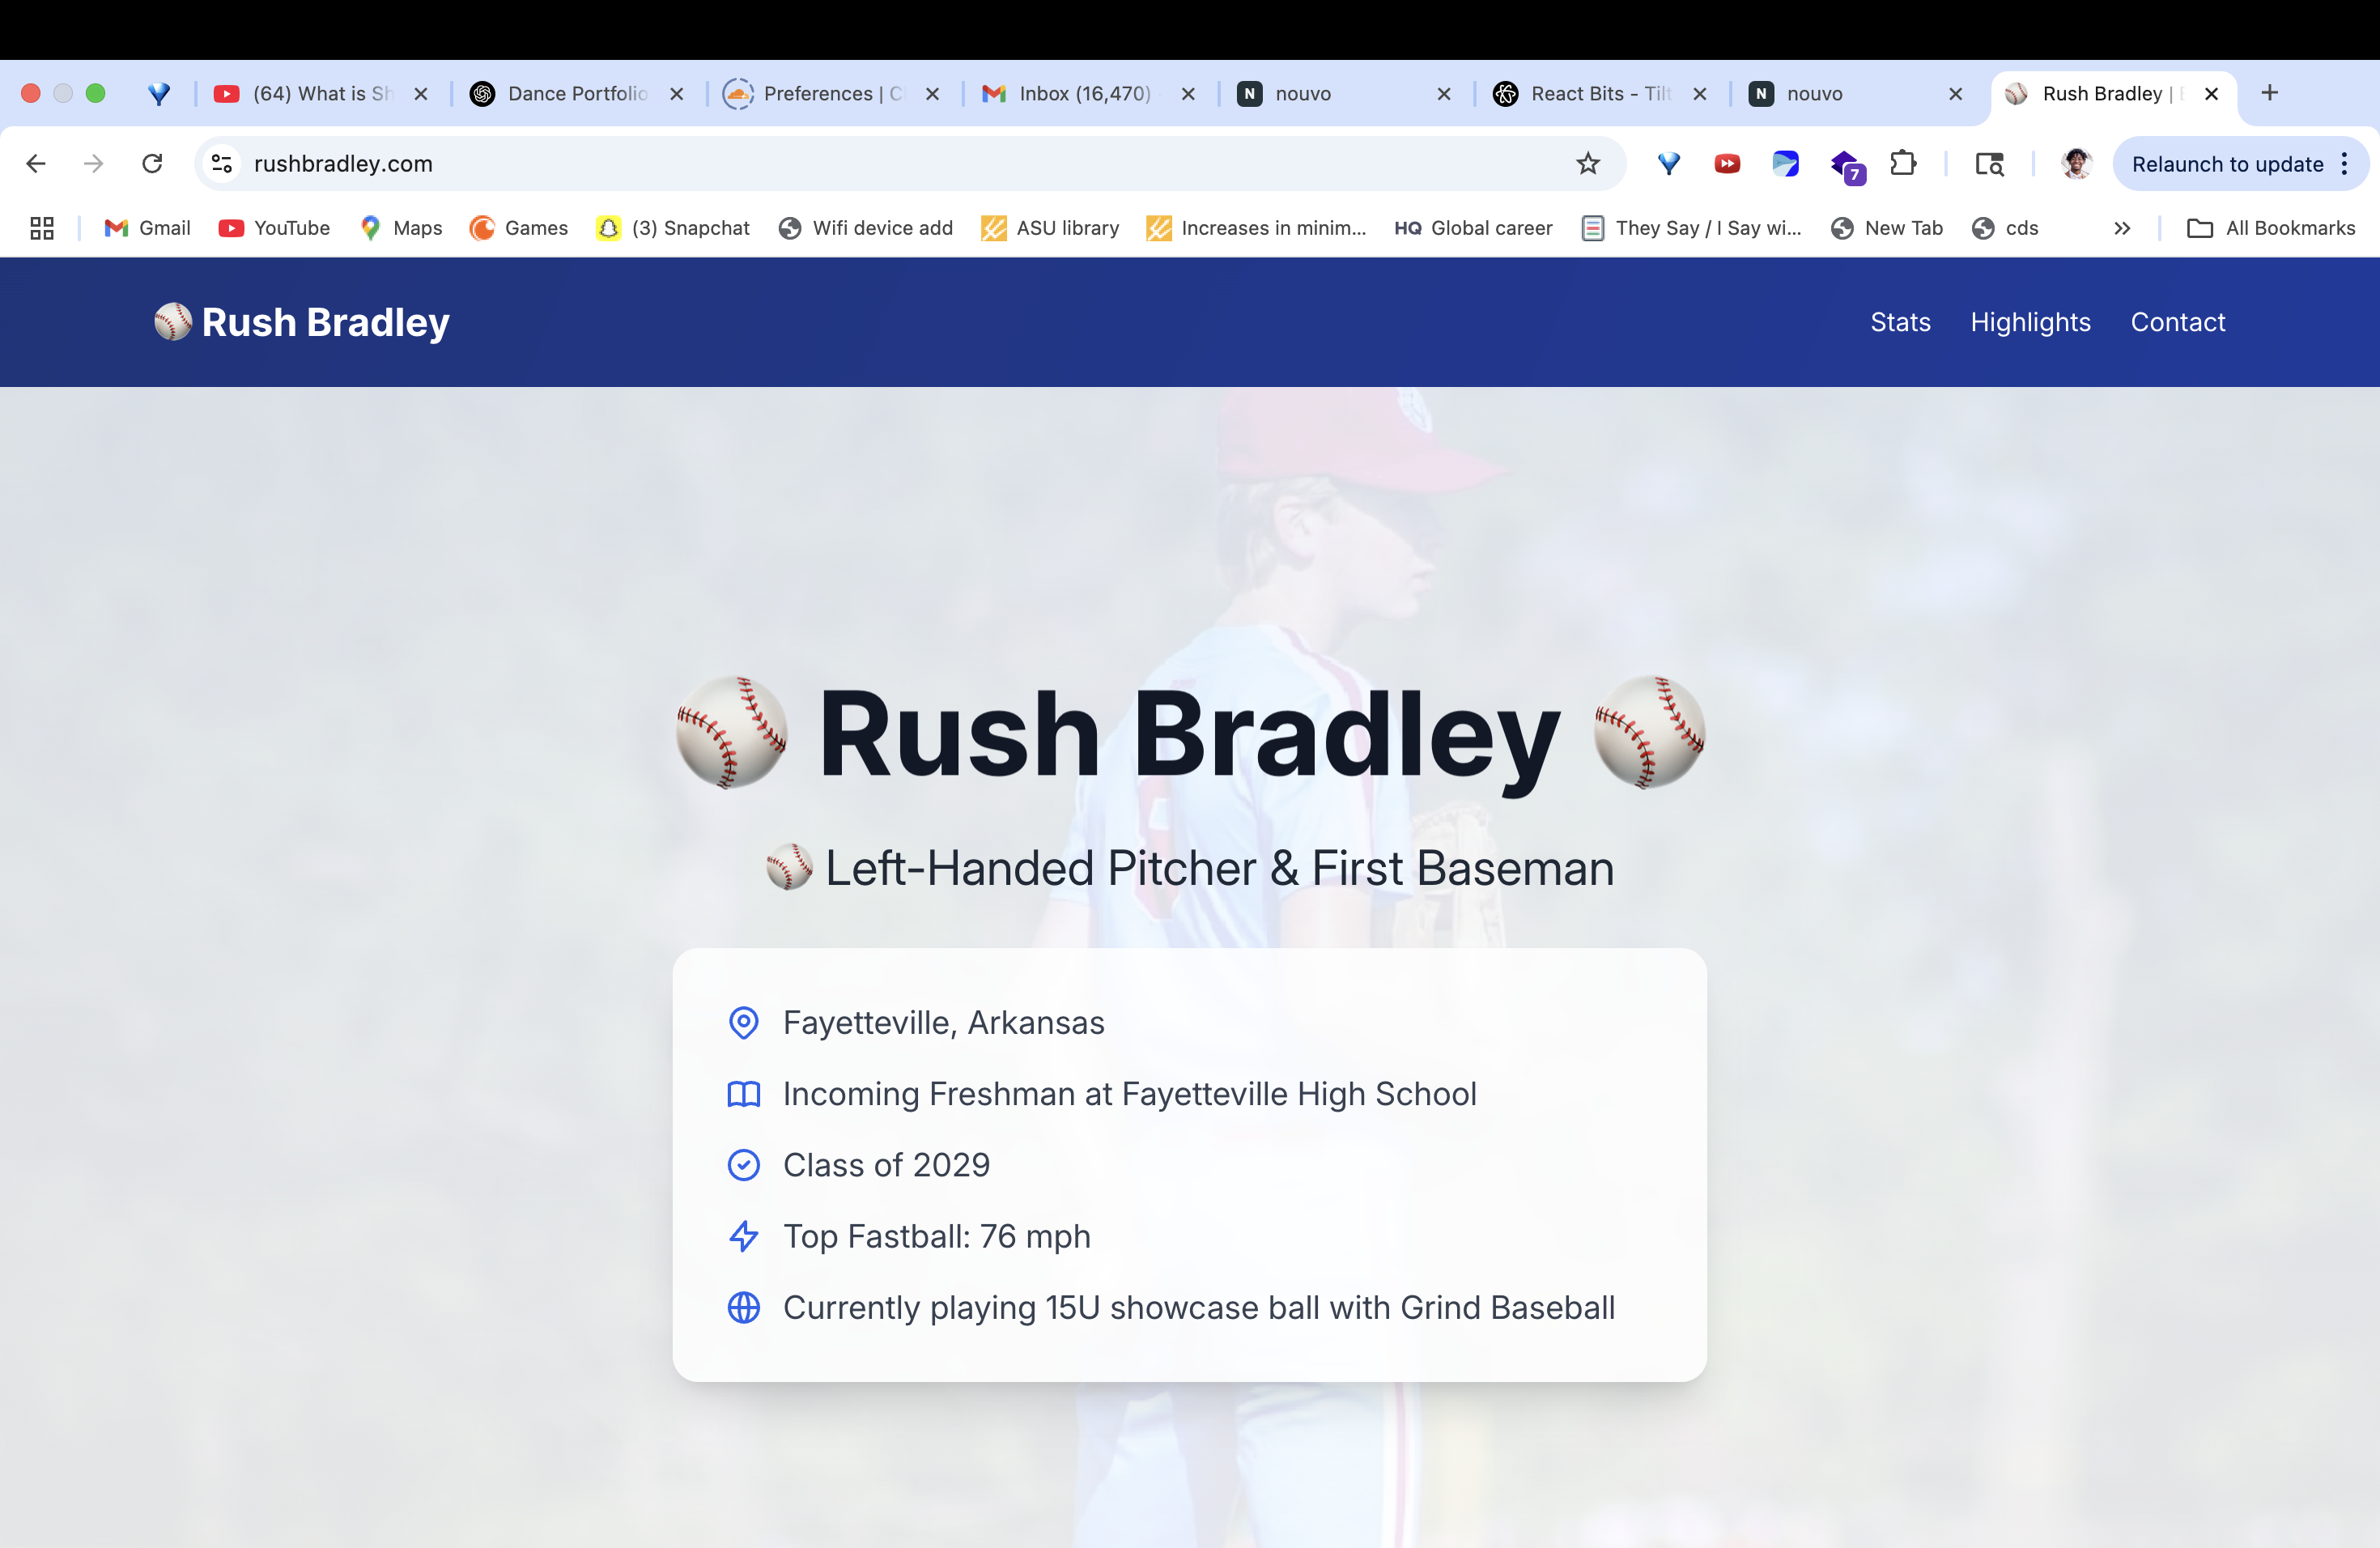 (64) What is Sh
Dance Portfolio
Preferences | C
Inbox (16,470)
N nouvo
React Bits - Tilt
N nouvo
Rush Bradley |
rushbradley.com
7
Relaunch to update
Gmail
YouTube
Maps
Games
(3) Snapchat
Wifi device add
ASU library
Increases in minim...
HQ Global career
They Say / I Say wi...
New Tab
cds
All Bookmarks
Rush Bradley
Stats
Highlights
Contact
Rush Bradley
Left-Handed Pitcher & First Baseman
Fayetteville, Arkansas
Incoming Freshman at Fayetteville High School
Class of 2029
Top Fastball: 76 mph
Currently playing 15U showcase ball with Grind Baseball